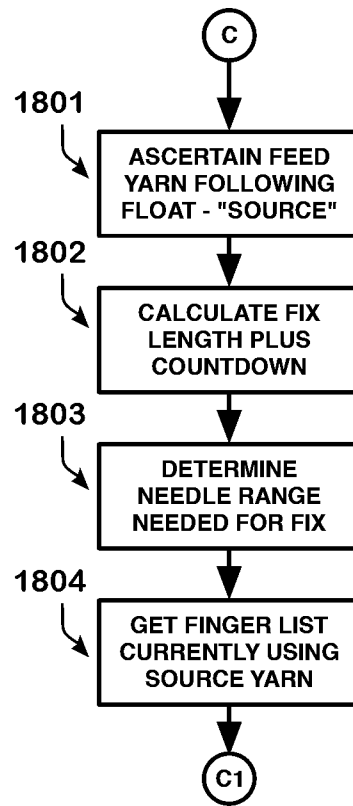 C
1801
ASCERTAIN FEED
YARN FOLLOWING
FLOAT - "SOURCE"
1802
CALCULATE FIX
LENGTH PLUS
COUNTDOWN
1803
DETERMINE
NEEDLE RANGE
NEEDED FOR FIX
1804
GET FINGER LIST
CURRENTLY USING
SOURCE YARN
C1